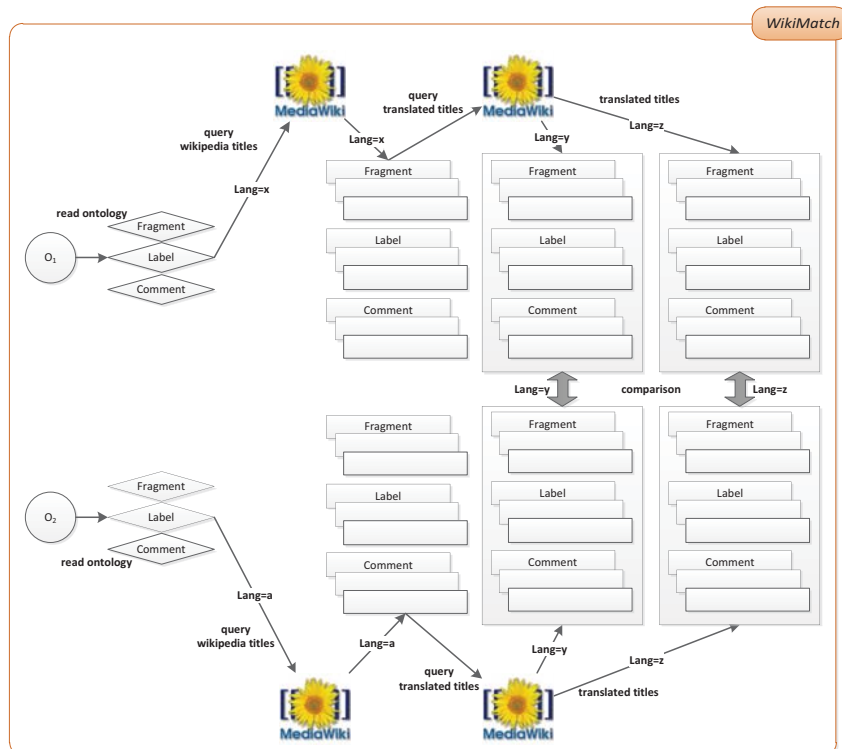 WikiMatch
[[ ]]
MediaWiki
[[ ]]
MediaWiki
query
translated titles
translated titles
query
wikipedia titles
Lang=x
Lang=y
Lang=z
Lang=x
read ontology
Fragment
Label
Comment
O₁
Fragment
Label
Comment
Fragment
Label
Comment
Fragment
Label
Comment
Lang=y
comparison
Lang=z
Fragment
Label
Comment
Fragment
Label
Comment
Fragment
Label
Comment
O₂
Fragment
Label
Comment
read ontology
Lang=a
query
wikipedia titles
Lang=a
query
translated titles
Lang=y
Lang=z
translated titles
[[ ]]
MediaWiki
[[ ]]
MediaWiki